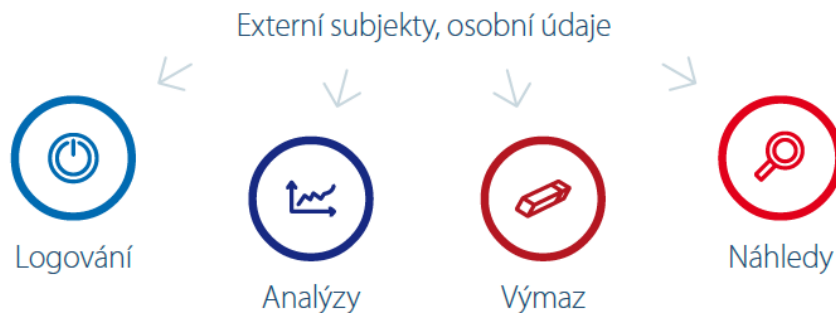 Externí subjekty, osobní údaje
Logování
Analýzy
Výmaz
Náhledy